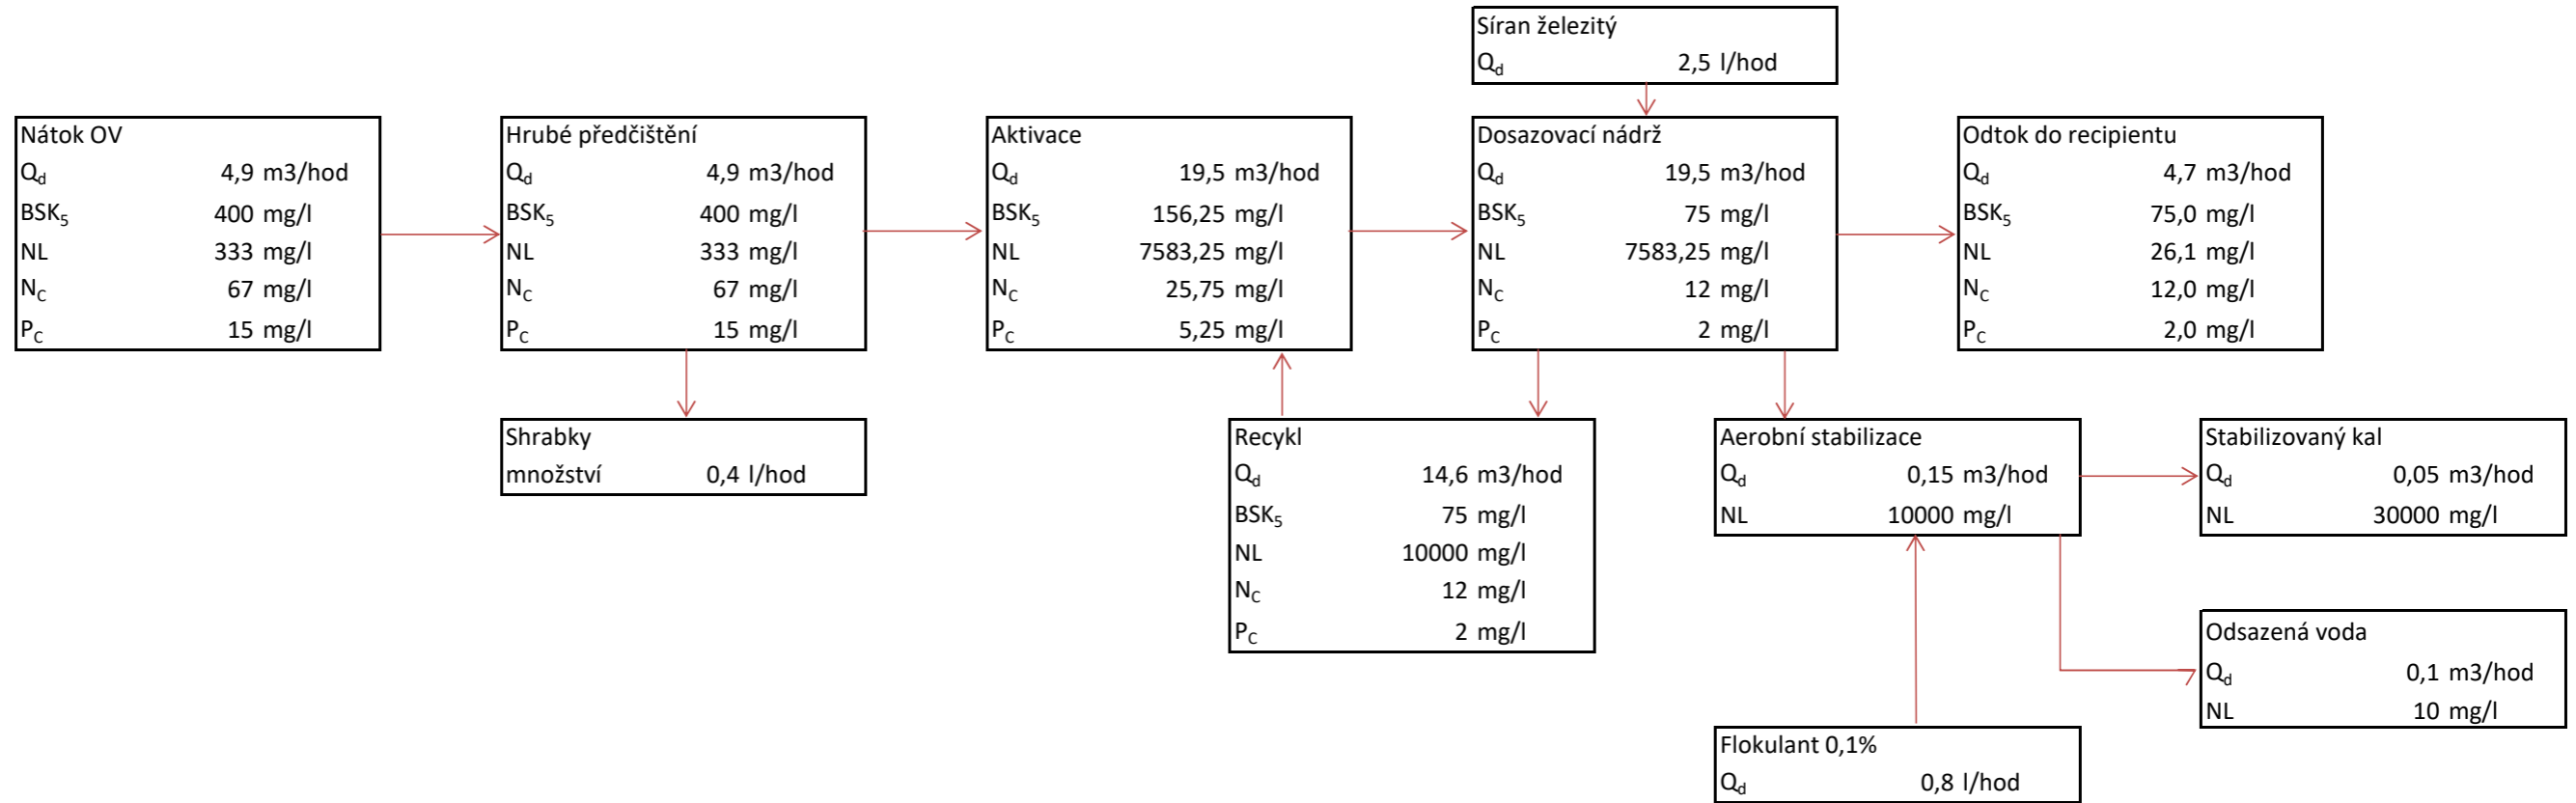 Síran železitý
Qd 2,5 l/hod
Nátok OV
Qd 4,9 m3/hod
BSK5 400 mg/l
NL 333 mg/l
NC 67 mg/l
PC 15 mg/l
Hrubé předčištění
Qd 4,9 m3/hod
BSK5 400 mg/l
NL 333 mg/l
NC 67 mg/l
PC 15 mg/l
Aktivace
Qd 19,5 m3/hod
BSK5 156,25 mg/l
NL 7583,25 mg/l
NC 25,75 mg/l
PC 5,25 mg/l
Dosazovací nádrž
Qd 19,5 m3/hod
BSK5 75 mg/l
NL 7583,25 mg/l
NC 12 mg/l
PC 2 mg/l
Odtok do recipientu
Qd 4,7 m3/hod
BSK5 75,0 mg/l
NL 26,1 mg/l
NC 12,0 mg/l
PC 2,0 mg/l
Shrabky
množství 0,4 l/hod
Recykl
Qd 14,6 m3/hod
BSK5 75 mg/l
NL 10000 mg/l
NC 12 mg/l
PC 2 mg/l
Aerobní stabilizace
Qd 0,15 m3/hod
NL 10000 mg/l
Stabilizovaný kal
Qd 0,05 m3/hod
NL 30000 mg/l
Odsazená voda
Qd 0,1 m3/hod
NL 10 mg/l
Flokulant 0,1%
Qd 0,8 l/hod